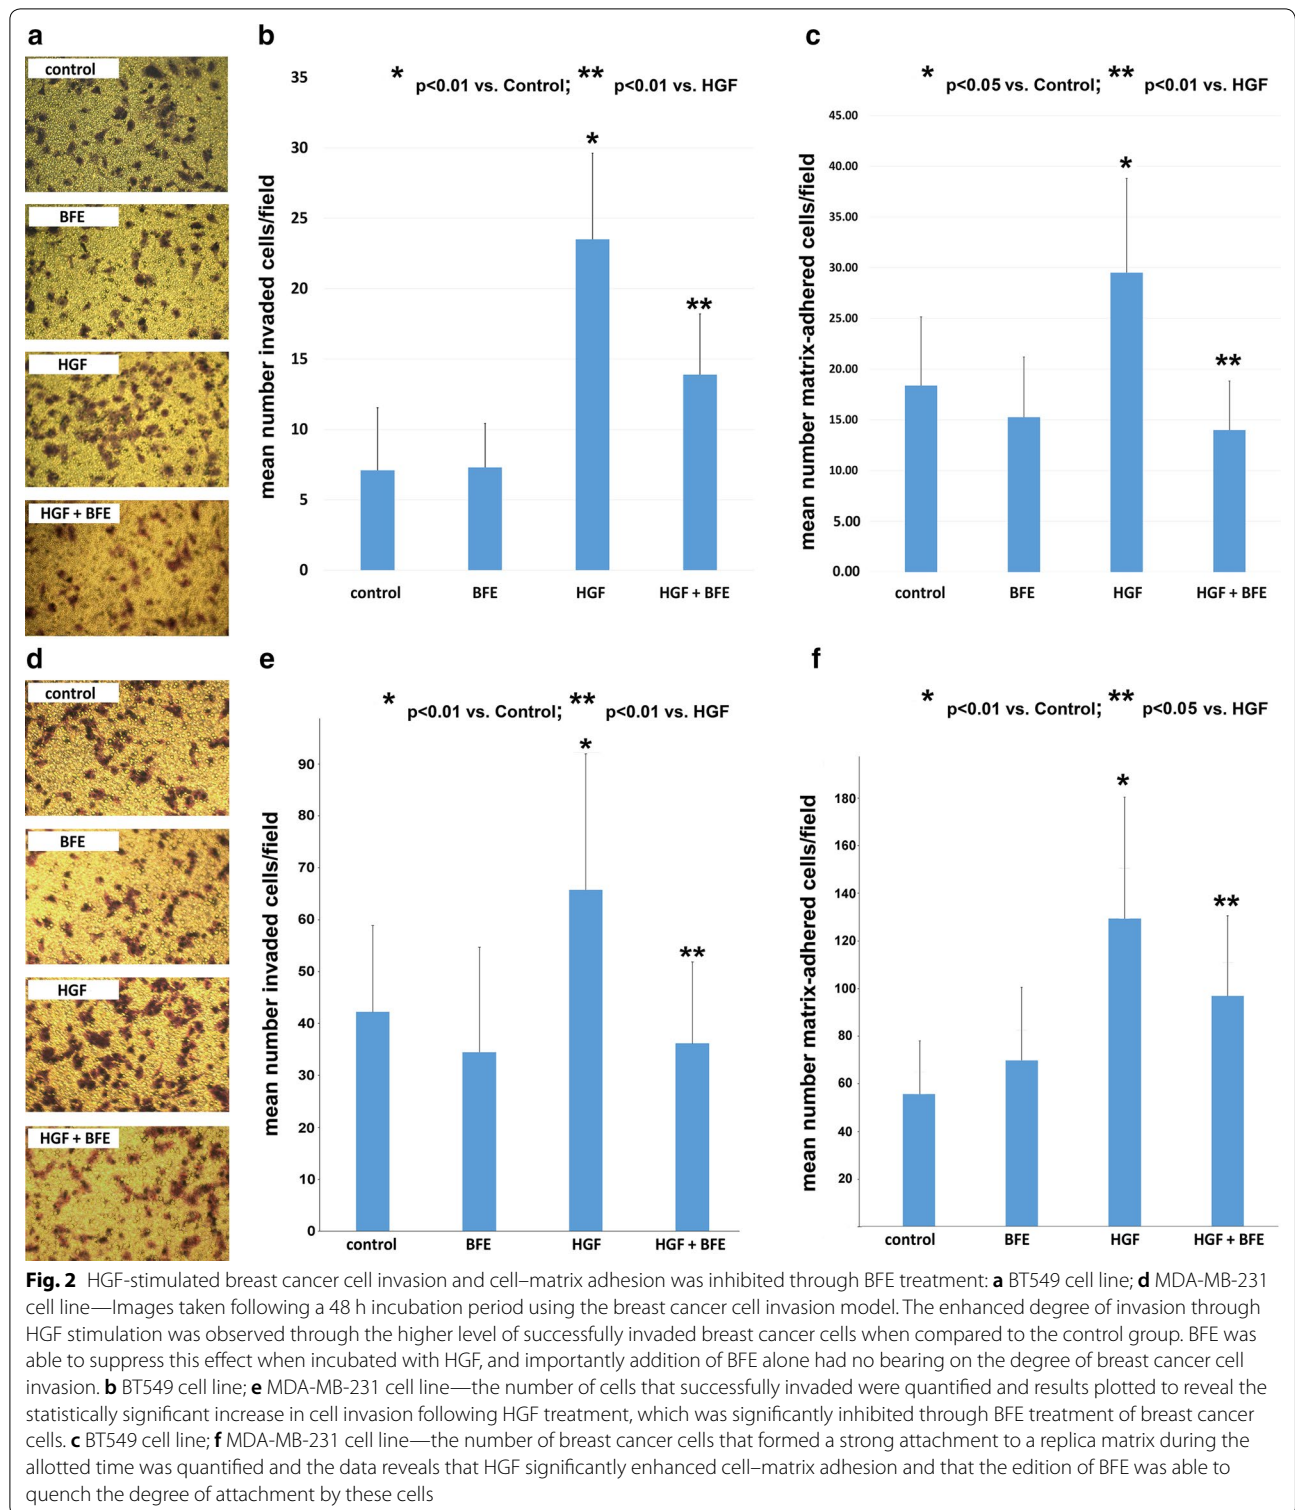 a
control
BFE
HGF
HGF + BFE
b
* p<0.01 vs. Control; ** p<0.01 vs. HGF
mean number invaded cells/field
35
30
25
20
15
10
5
0
*
**
control BFE HGF HGF + BFE
c
* p<0.05 vs. Control; ** p<0.01 vs. HGF
mean number matrix-adhered cells/field
45.00
40.00
35.00
30.00
25.00
20.00
15.00
10.00
5.00
0.00
*
**
control BFE HGF HGF + BFE
d
control
BFE
HGF
HGF + BFE
e
* p<0.01 vs. Control; ** p<0.01 vs. HGF
mean number invaded cells/field
90
80
70
60
50
40
30
20
10
0
*
**
control BFE HGF HGF + BFE
f
* p<0.01 vs. Control; ** p<0.05 vs. HGF
mean number matrix-adhered cells/field
180
160
140
120
100
80
60
40
20
*
**
control BFE HGF HGF + BFE
Fig. 2 HGF-stimulated breast cancer cell invasion and cell–matrix adhesion was inhibited through BFE treatment: a BT549 cell line; d MDA-MB-231
cell line—Images taken following a 48 h incubation period using the breast cancer cell invasion model. The enhanced degree of invasion through
HGF stimulation was observed through the higher level of successfully invaded breast cancer cells when compared to the control group. BFE was
able to suppress this effect when incubated with HGF, and importantly addition of BFE alone had no bearing on the degree of breast cancer cell
invasion. b BT549 cell line; e MDA-MB-231 cell line—the number of cells that successfully invaded were quantified and results plotted to reveal the
statistically significant increase in cell invasion following HGF treatment, which was significantly inhibited through BFE treatment of breast cancer
cells. c BT549 cell line; f MDA-MB-231 cell line—the number of breast cancer cells that formed a strong attachment to a replica matrix during the
allotted time was quantified and the data reveals that HGF significantly enhanced cell–matrix adhesion and that the edition of BFE was able to
quench the degree of attachment by these cells